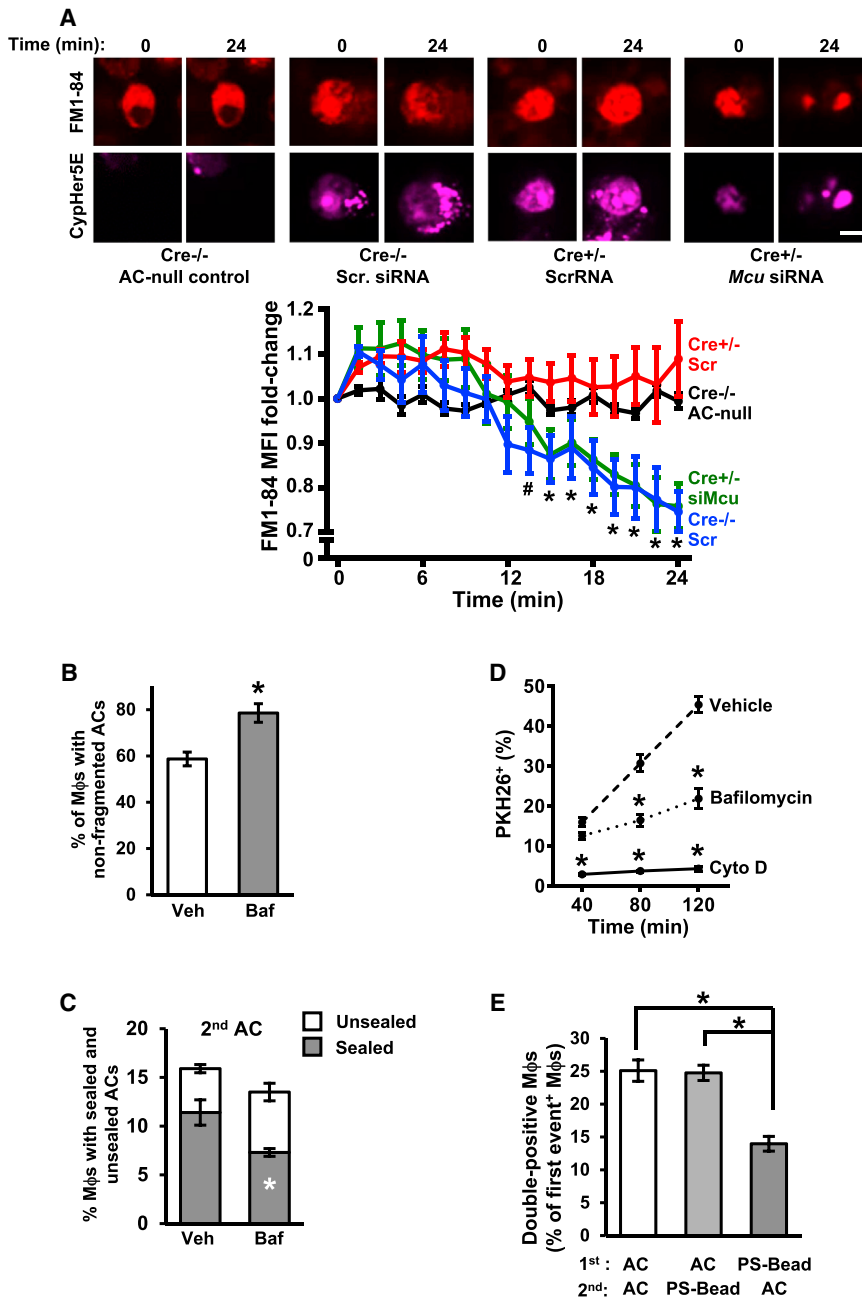 A
Time (min): 0 24 0 24 0 24 0 24
FM1-84
CypHer5E
Cre-/-
AC-null control
Cre-/-
Scr. siRNA
Cre+/-
ScrRNA
Cre+/-
Mcu siRNA
FM1-84 MFI fold-change
1.2
1.1
1.0
0.9
0.8
0.7
0
Cre+/-
Scr
Cre-/-
AC-null
Cre+/-
siMcu
Cre-/-
Scr
# * * * * * * *
0 6 12 18 24
Time (min)
B
% of Mϕs with
non-fragmented ACs
80
60
40
20
0
*
Veh Baf
D
PKH26⁺ (%)
50
40
30
20
10
0
Vehicle
Bafilomycin
Cyto D
* *
* * *
40 80 120
Time (min)
C
2nd AC
Unsealed
Sealed
% Mϕs with sealed and
unsealed ACs
20
15
10
5
0
*
Veh Baf
E
Double-positive Mϕs
(% of first event⁺ Mϕs)
30
25
20
15
10
5
0
*
*
1st : AC AC PS-Bead
2nd: AC PS-Bead AC